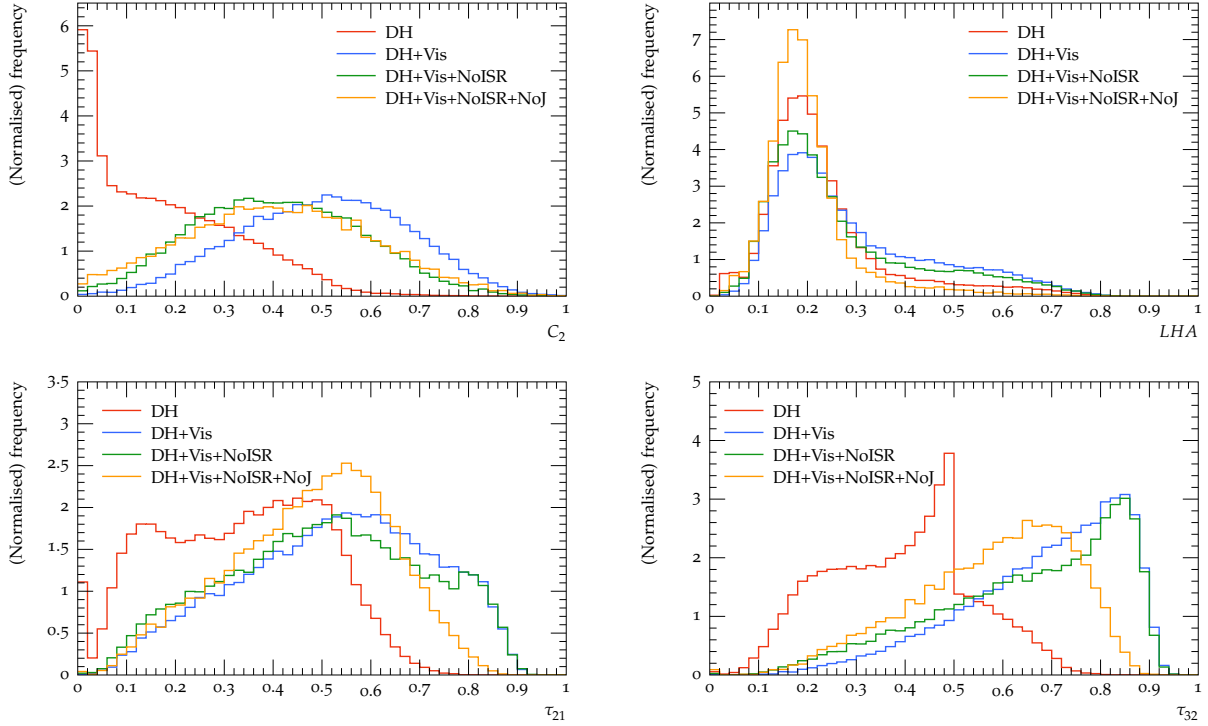 (Normalised) frequency
6
5
4
3
2
1
0
DH
DH+Vis
DH+Vis+NoISR
DH+Vis+NoISR+NoJ
0 0.1 0.2 0.3 0.4 0.5 0.6 0.7 0.8 0.9 1
C2
(Normalised) frequency
7
6
5
4
3
2
1
0
DH
DH+Vis
DH+Vis+NoISR
DH+Vis+NoISR+NoJ
0 0.1 0.2 0.3 0.4 0.5 0.6 0.7 0.8 0.9 1
LHA
(Normalised) frequency
3.5
3
2.5
2
1.5
1
0.5
0
DH
DH+Vis
DH+Vis+NoISR
DH+Vis+NoISR+NoJ
0 0.1 0.2 0.3 0.4 0.5 0.6 0.7 0.8 0.9 1
τ21
(Normalised) frequency
5
4
3
2
1
0
DH
DH+Vis
DH+Vis+NoISR
DH+Vis+NoISR+NoJ
0 0.1 0.2 0.3 0.4 0.5 0.6 0.7 0.8 0.9 1
τ32